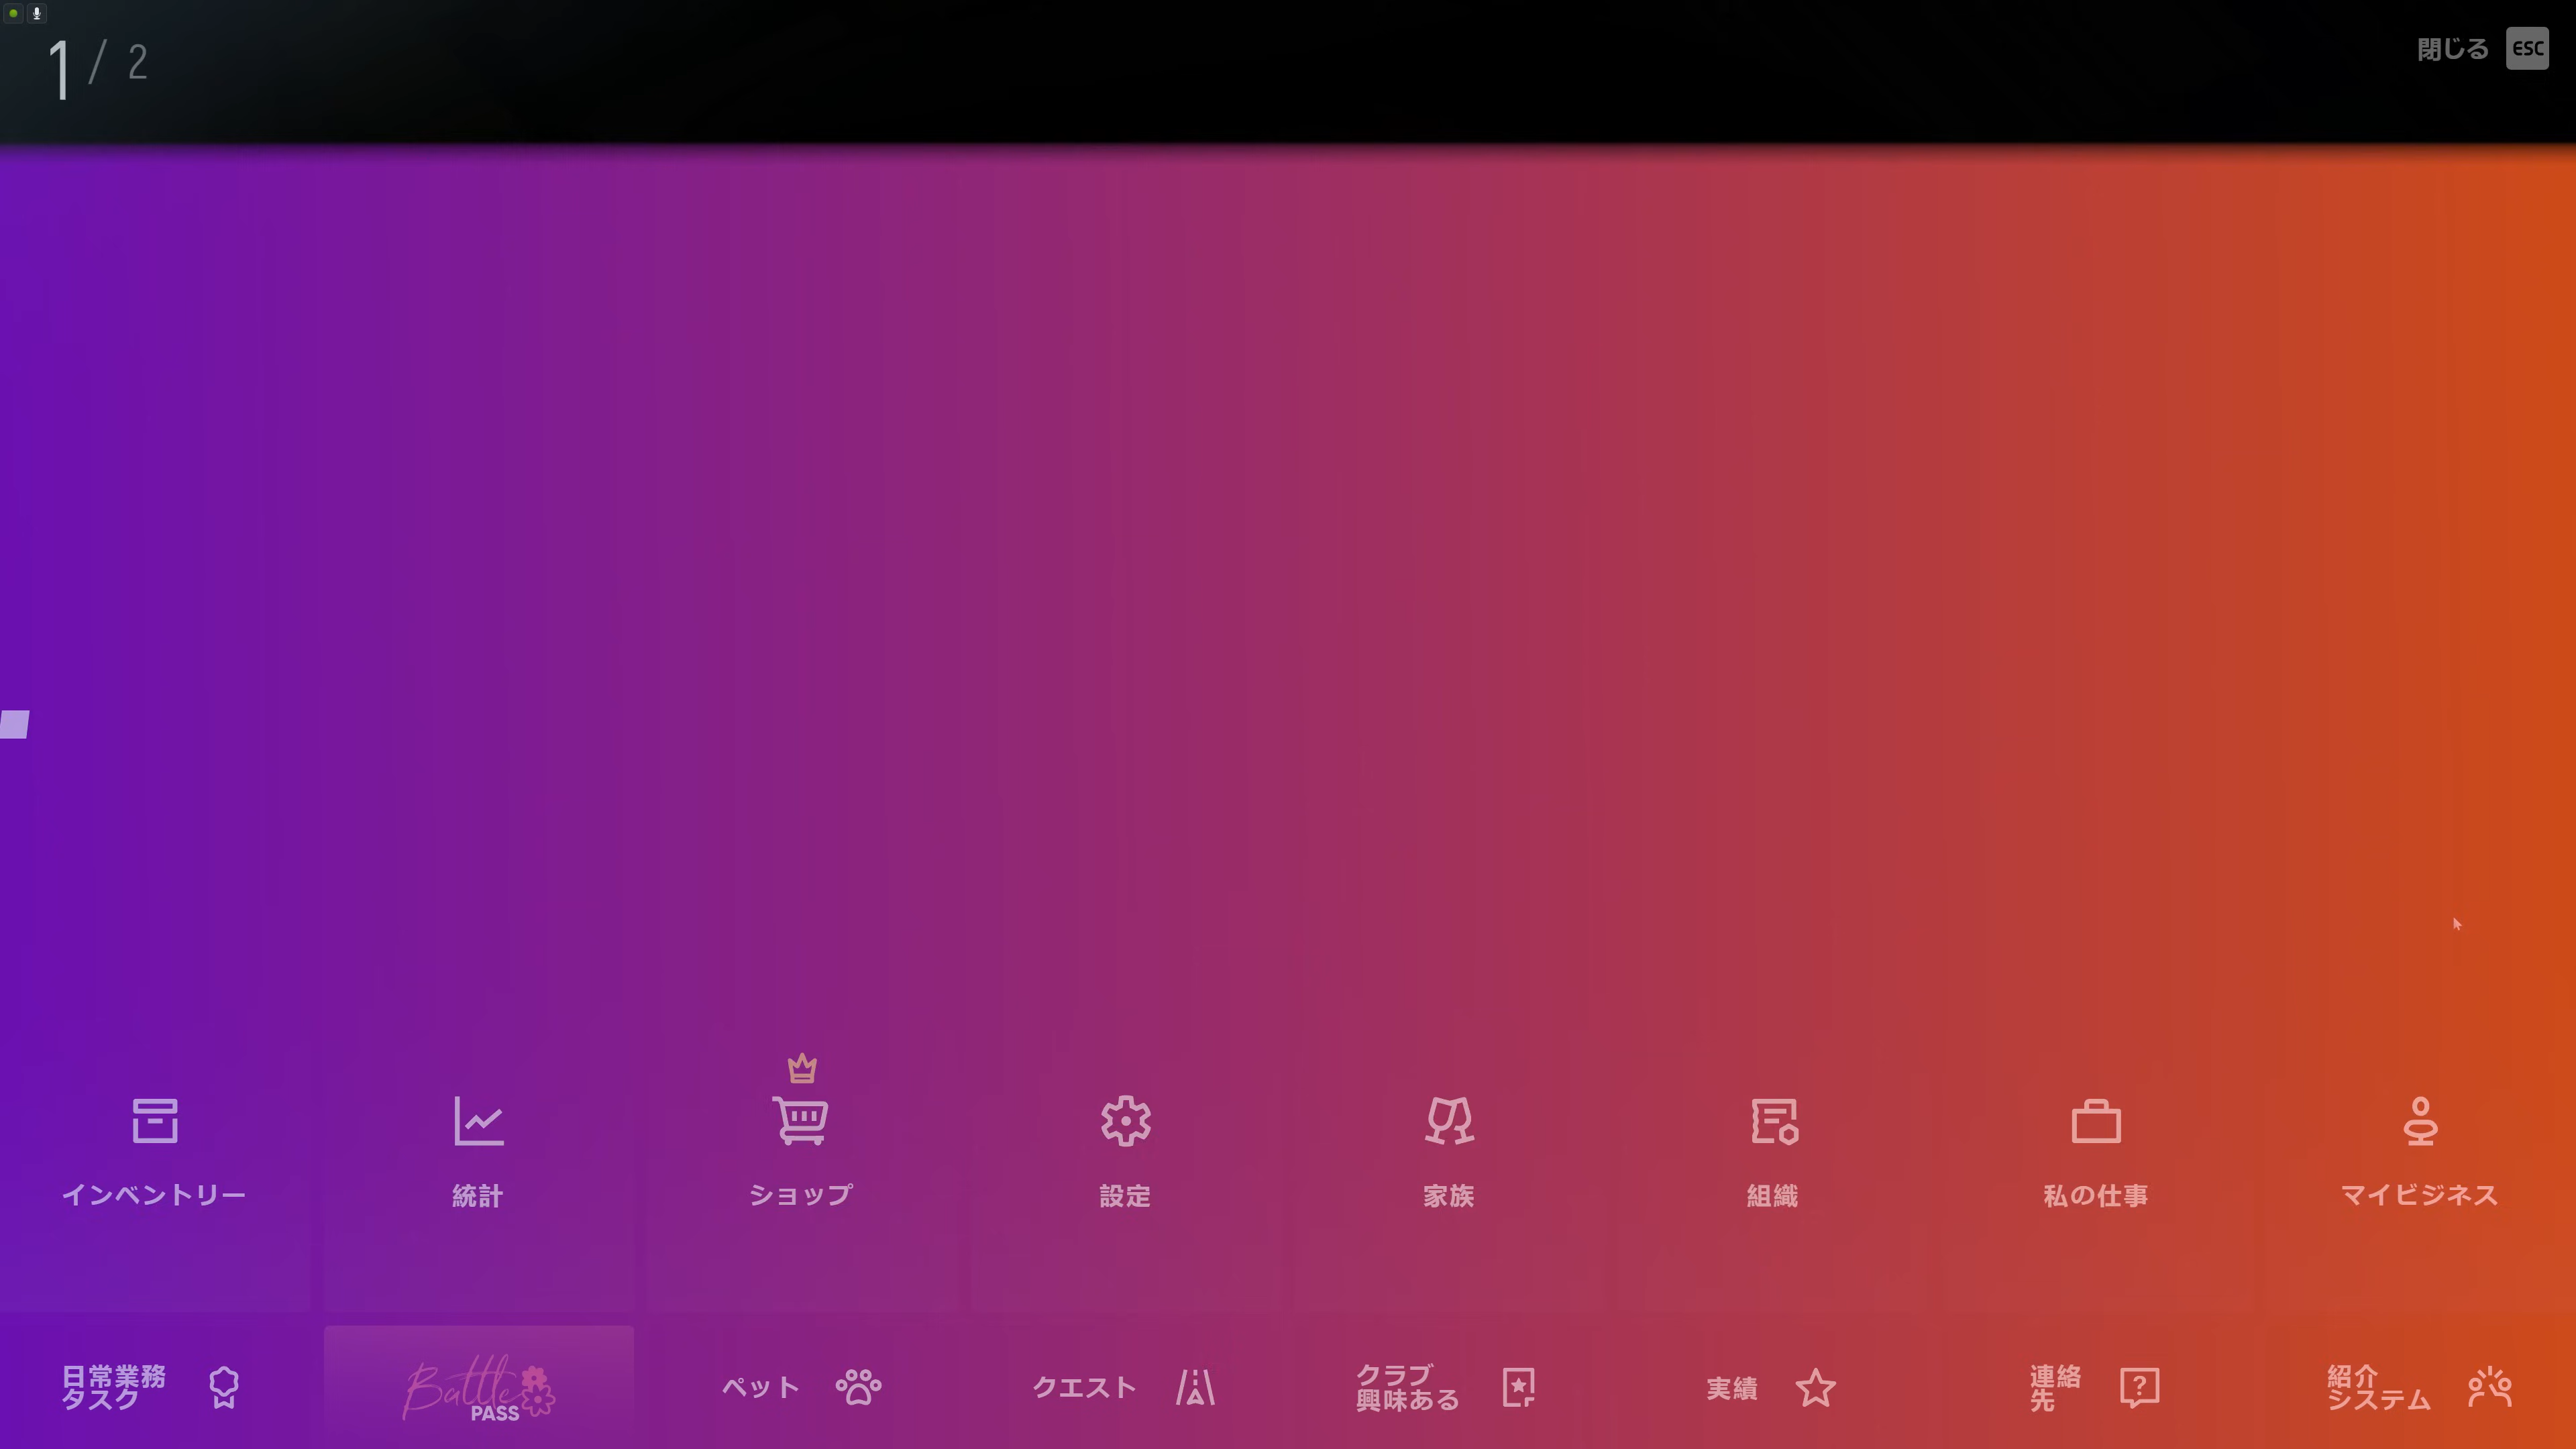 1 / 2
閉じる ESC
インベントリー
統計
ショップ
設定
家族
組織
私の仕事
マイビジネス
日常業務
タスク
Battle
PASS
ペット
クエスト
クラブ
興味ある
実績
連絡
先
?
紹介
システム